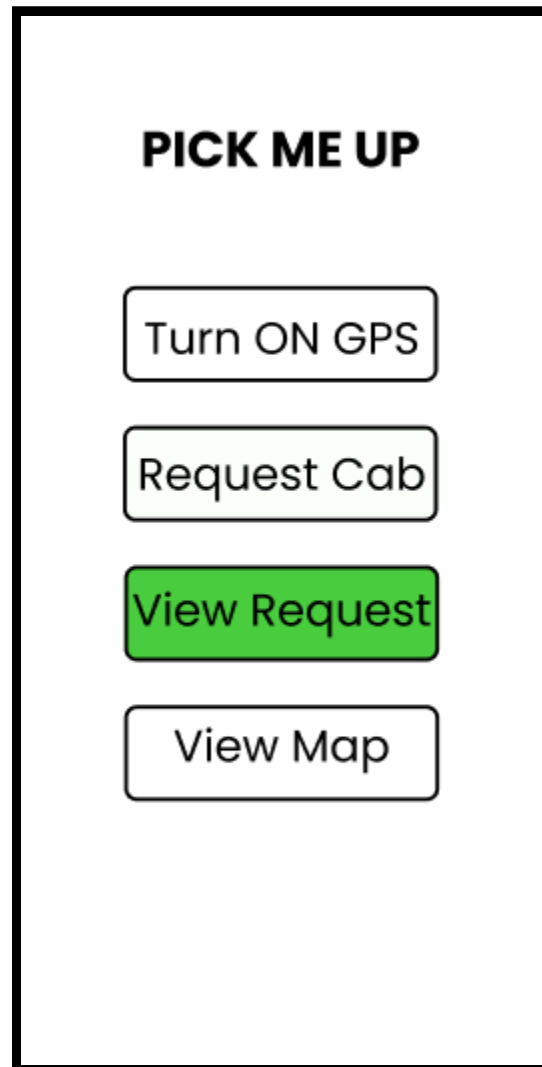 PICK ME UP
Turn ON GPS
Request Cab
View Request
View Map